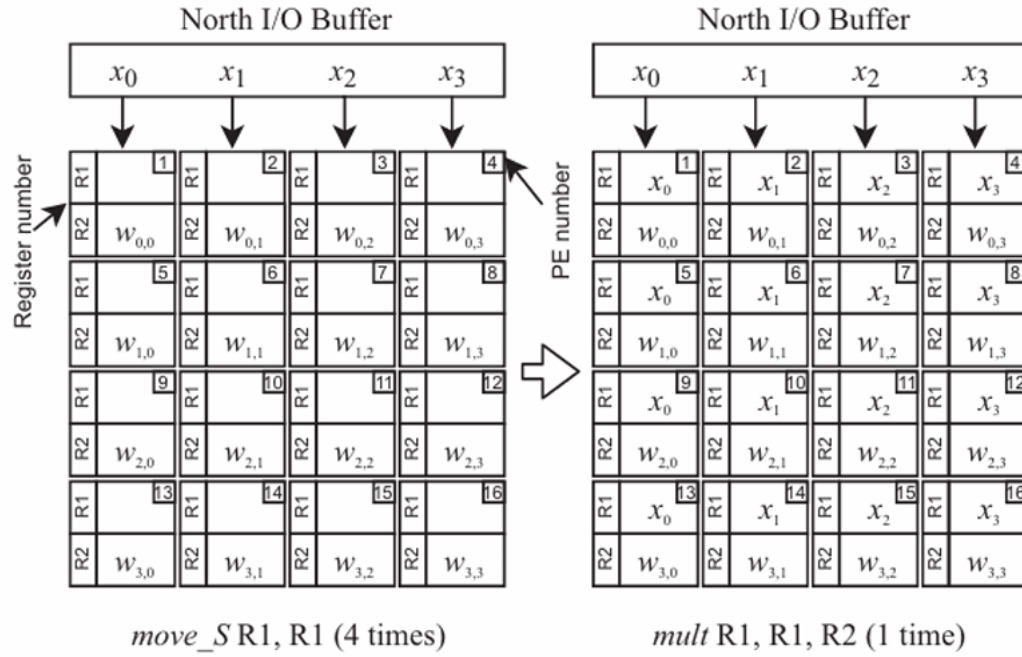 North I/O Buffer North I/O Buffer
x0 x1 x2 x3 x0 x1 x2 x3
Register number
PE number
R1 1 R1 2 R1 3 R1 4 R1 x0 1 R1 x1 2 R1 x2 3 R1 x3 4
R2 w0,0 R2 w0,1 R2 w0,2 R2 w0,3 R2 w0,0 R2 w0,1 R2 w0,2 R2 w0,3
R1 5 R1 6 R1 7 R1 8 R1 x0 5 R1 x1 6 R1 x2 7 R1 x3 8
R2 w1,0 R2 w1,1 R2 w1,2 R2 w1,3 R2 w1,0 R2 w1,1 R2 w1,2 R2 w1,3
R1 9 R1 10 R1 11 R1 12 R1 x0 9 R1 x1 10 R1 x2 11 R1 x3 12
R2 w2,0 R2 w2,1 R2 w2,2 R2 w2,3 R2 w2,0 R2 w2,1 R2 w2,2 R2 w2,3
R1 13 R1 14 R1 15 R1 16 R1 x0 13 R1 x1 14 R1 x2 15 R1 x3 16
R2 w3,0 R2 w3,1 R2 w3,2 R2 w3,3 R2 w3,0 R2 w3,1 R2 w3,2 R2 w3,3
move_S R1, R1 (4 times) mult R1, R1, R2 (1 time)